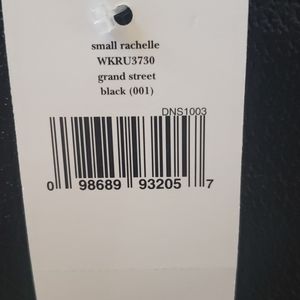 small rachelle
WKRU3730
grand street
black (001)
DNS1003
0 98689 93205 7